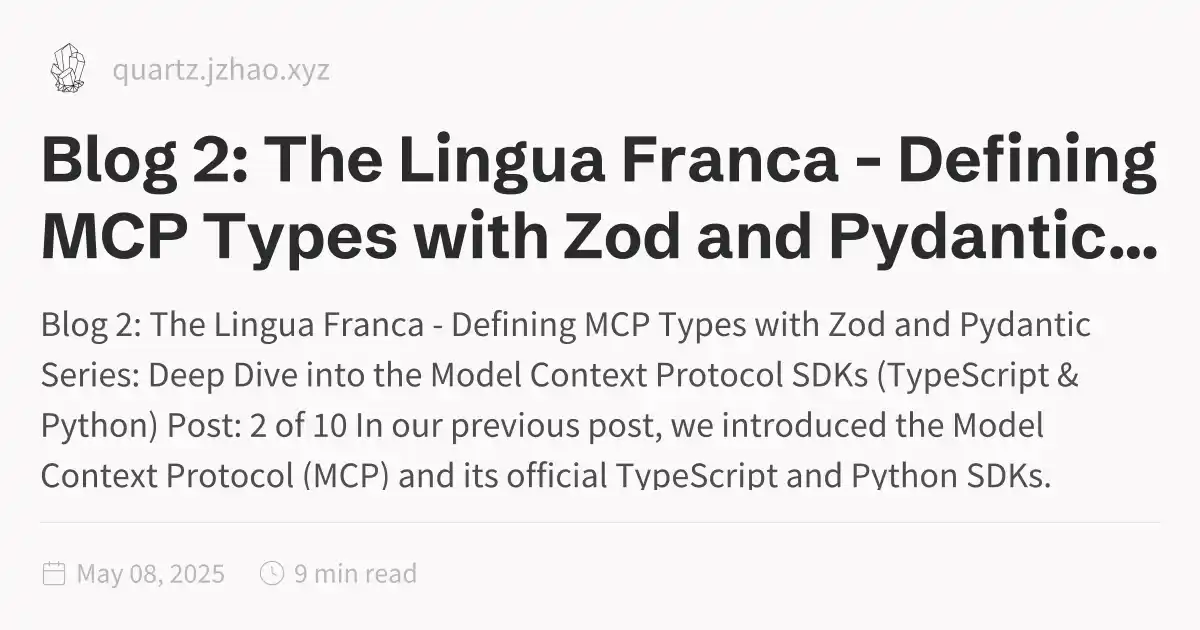 quartz.jzhao.xyz
Blog 2: The Lingua Franca - Defining
MCP Types with Zod and Pydantic...
Blog 2: The Lingua Franca - Defining MCP Types with Zod and Pydantic
Series: Deep Dive into the Model Context Protocol SDKs (TypeScript &
Python) Post: 2 of 10 In our previous post, we introduced the Model
Context Protocol (MCP) and its official TypeScript and Python SDKs.
May 08, 2025
9 min read